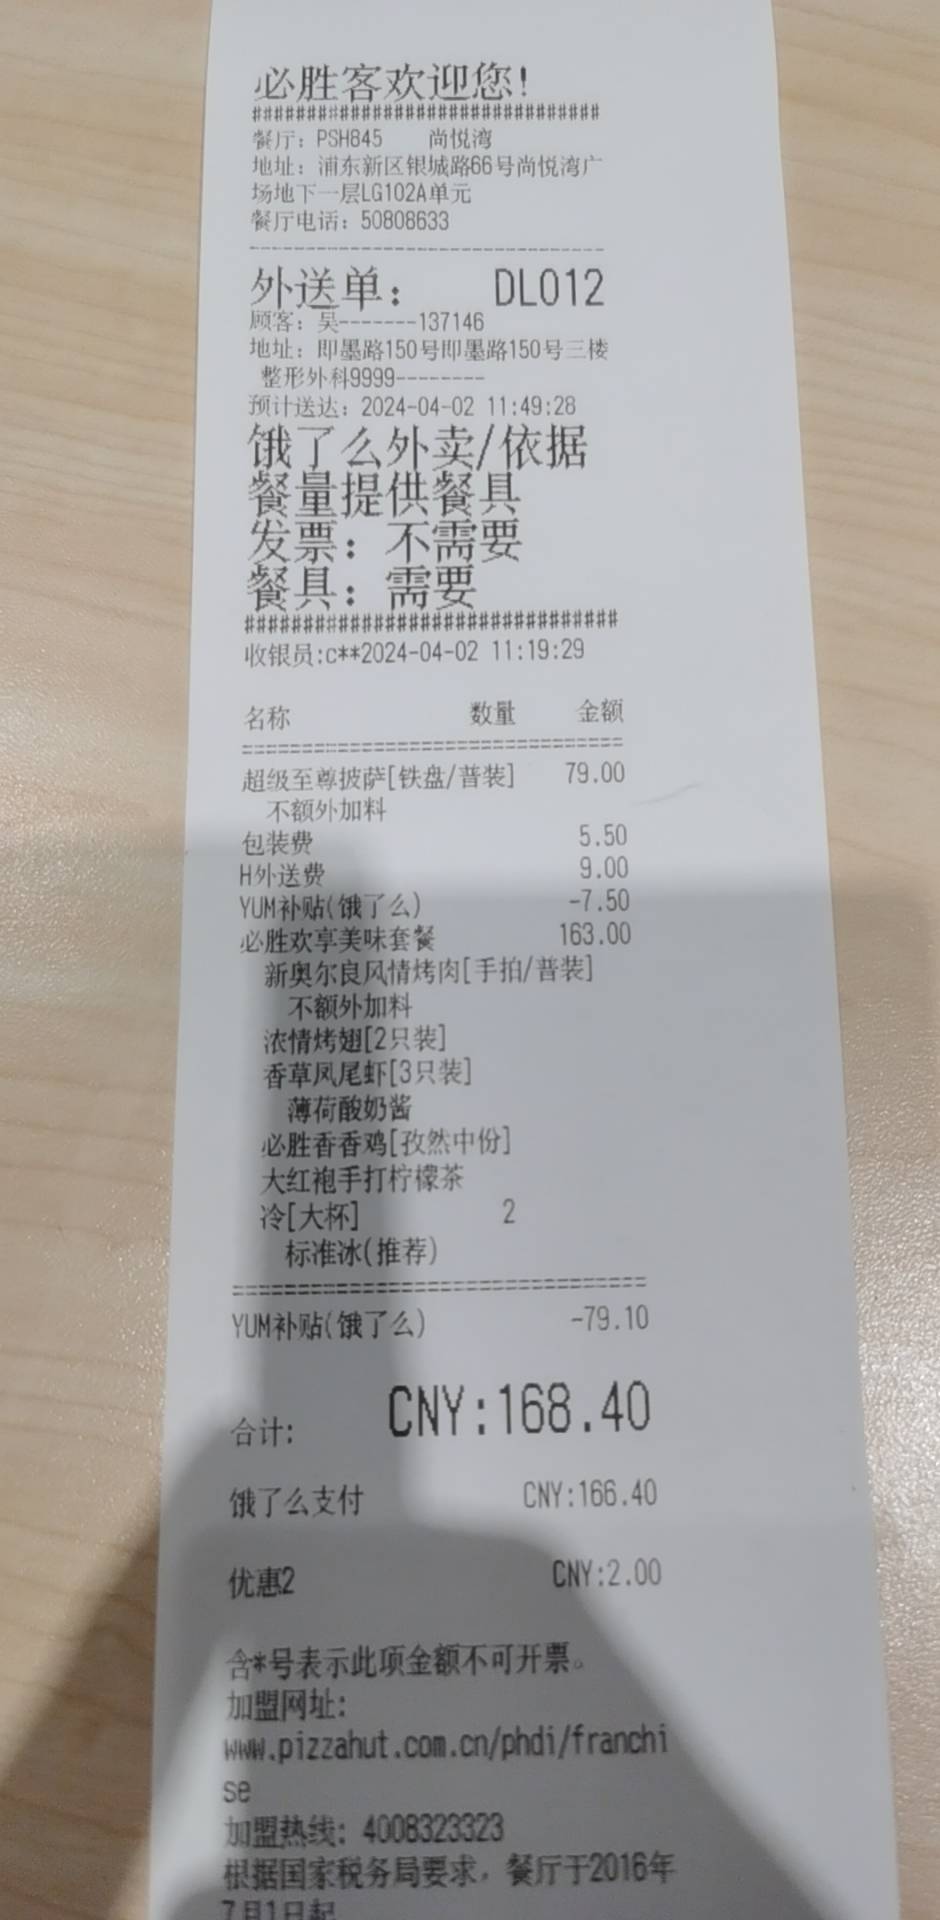 必胜客欢迎您!
################################
餐厅: PSH845 尚悦湾
地址: 浦东新区银城路66号尚悦湾广
场地下一层LG102A单元
餐厅电话: 50808633
--------------------------------
外送单: DL012
顾客: 吴-------137146
地址: 即墨路150号即墨路150号三楼
整形外科9999--------
预计送达: 2024-04-02 11:49:28
饿了么外卖/依据
餐量提供餐具
发票: 不需要
餐具: 需要
################################
收银员:c**2024-04-02 11:19:29
名称 数量 金额
================================
超级至尊披萨[铁盘/普装] 79.00
不额外加料
包装费 5.50
H外送费 9.00
YUM补贴(饿了么) -7.50
必胜欢享美味套餐 163.00
新奥尔良风情烤肉[手拍/普装]
不额外加料
浓情烤翅[2只装]
香草凤尾虾[3只装]
薄荷酸奶酱
必胜香香鸡[孜然中份]
大红袍手打柠檬茶
冷[大杯] 2
标准冰(推荐)
================================
YUM补贴(饿了么) -79.10
合计: CNY:168.40
饿了么支付 CNY:166.40
优惠2 CNY:2.00
含*号表示此项金额不可开票。
加盟网址:
www.pizzahut.com.cn/phdi/franchi
se
加盟热线: 4008323323
根据国家税务局要求，餐厅于2016年
7月1日起